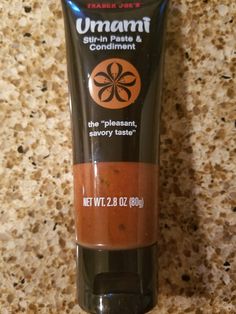 TRADER JOE'S
Umami
Stir-in Paste &
Condiment
the "pleasant,
savory taste"
NET WT. 2.8 OZ (80g)